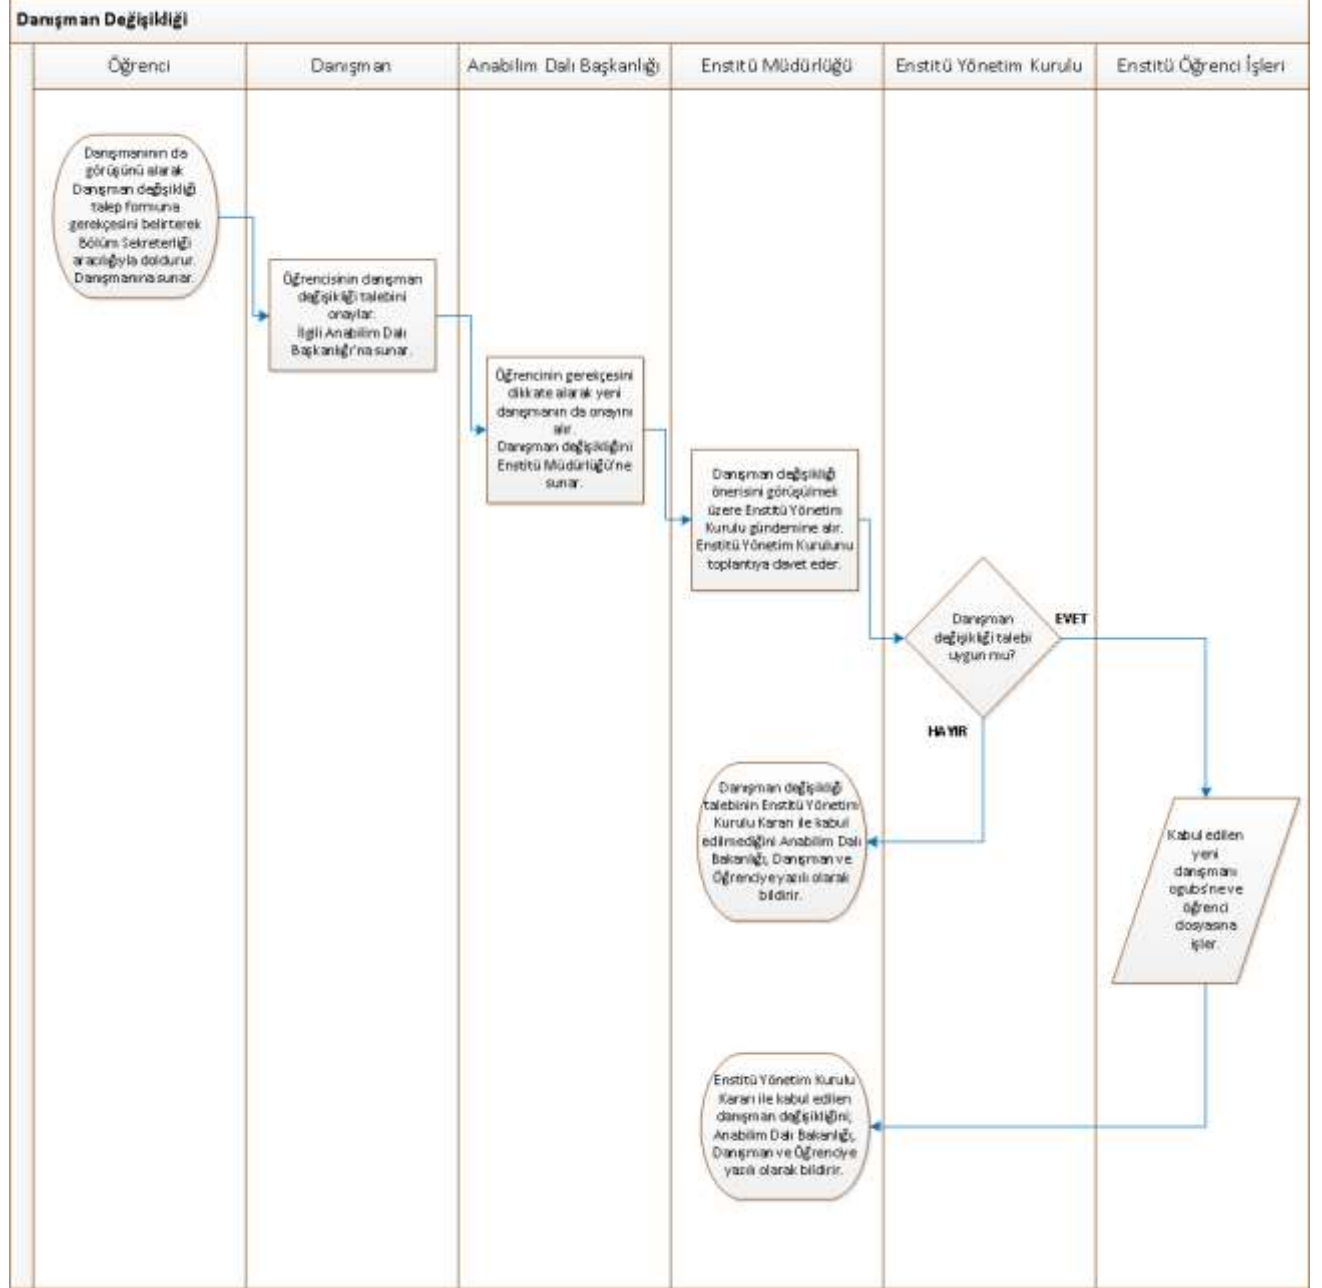 Danışman Değişikliği
Öğrenci
Danışman
Anabilim Dalı Başkanlığı
Enstitü Müdürlüğü
Enstitü Yönetim Kurulu
Enstitü Öğrenci İşleri
Danışmanının da
görüşünü alarak
Danışman değişikliği
talep formuna
gerekçesini belirterek
Bölüm Sekreterliği
aracılığıyla doldurur.
Danışmanına sunar.
Öğrencisinin danışman
değişikliği talebini
onaylar.
İlgili Anabilim Dalı
Başkanlığı'na sunar.
Öğrencinin gerekçesini
dikkate alarak yeni
danışmanın da onayını
alır.
Danışman değişikliğini
Enstitü Müdürlüğü'ne
sunar.
Danışman değişikliği
önerisini görüşülmek
üzere Enstitü Yönetim
Kurulu gündemine alır.
Enstitü Yönetim Kurulunu
toplantıya davet eder.
Danışman
değişikliği talebi
uygun mu?
EVET
HAYIR
Danışman değişikliği
talebinin Enstitü Yönetim
Kurulu Kararı ile kabul
edilmediğini Anabilim Dalı
Bakanlığı, Danışman ve
Öğrenciye yazılı olarak
bildirir.
Kabul edilen
yeni
danışmanı
ogubs'ne ve
öğrenci
dosyasına
işler.
Enstitü Yönetim Kurulu
Kararı ile kabul edilen
danışman değişikliğini;
Anabilim Dalı Bakanlığı,
Danışman ve Öğrenciye
yazılı olarak bildirir.